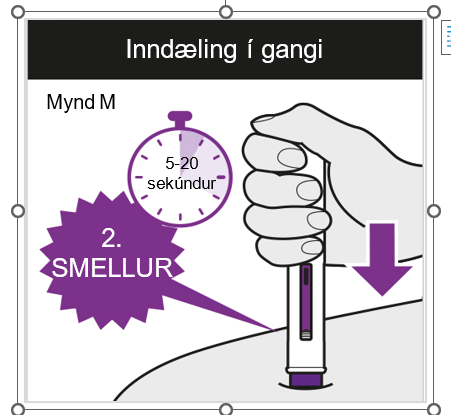 Inndæling í gangi
Mynd M
5-20
sekúndur
2.
SMELLUR